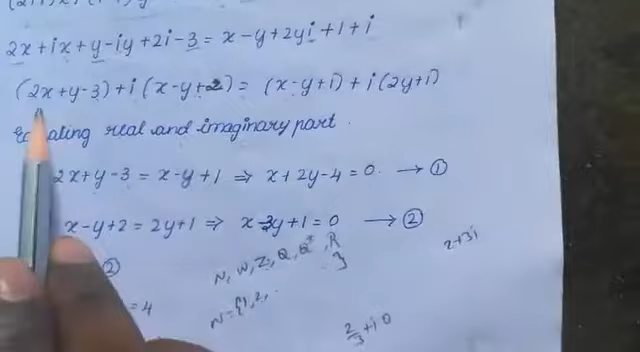 2x+ix+y-iy+2i-3 = x-y+2yi+1+i
(2x+y-3)+i(x-y+2) = (x-y+1)+i(2y+1)
real and imaginary part.
2x+y-3 = x-y+1 ⇒ x+2y-4=0. → ①
x-y+2 = 2y+1 ⇒ x-3y+1=0 → ②
2+3i
N, W, Z, Q, Q*, R
②
N={1,2,..}
= 4
2/3+i0